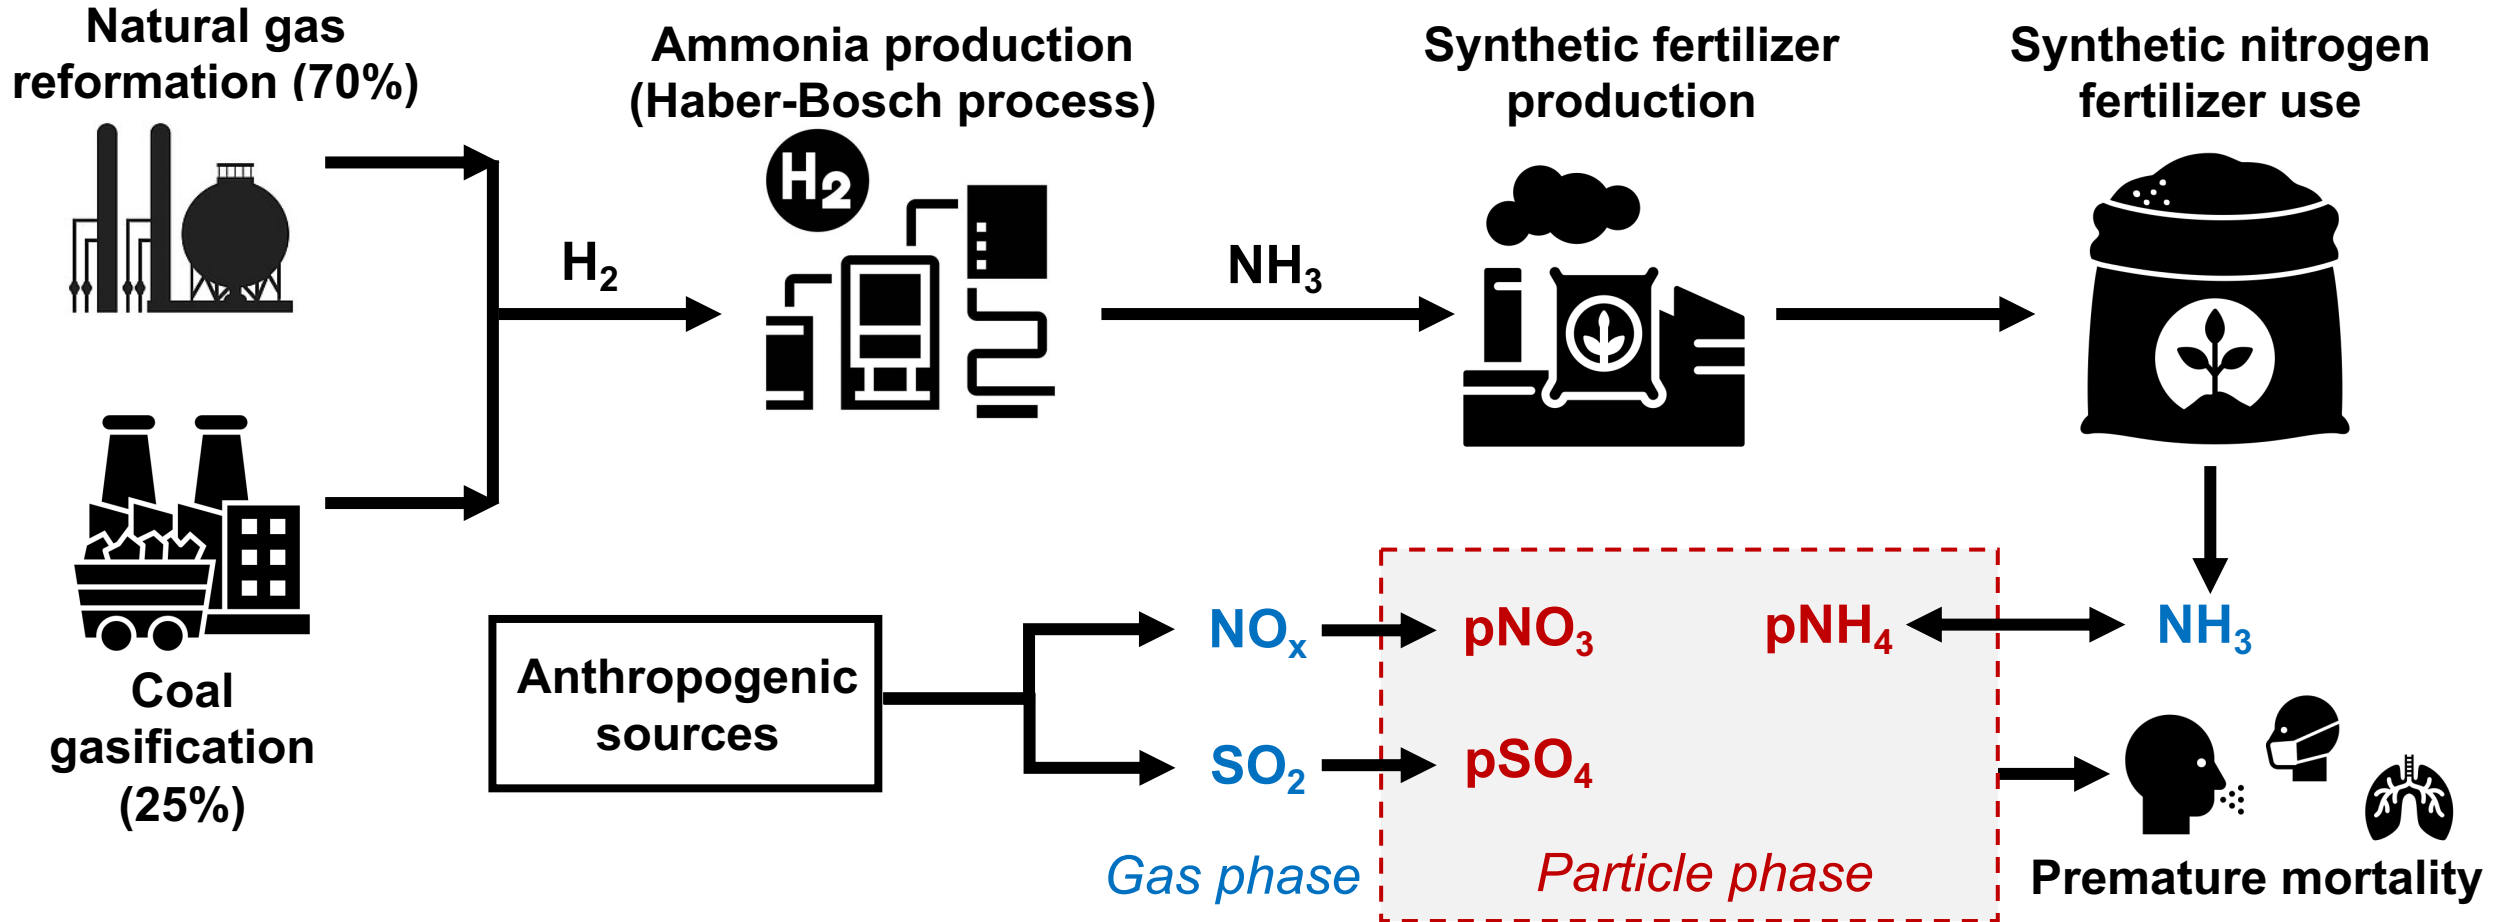 Natural gas
reformation (70%)
Ammonia production
(Haber-Bosch process)
Synthetic fertilizer
production
Synthetic nitrogen
fertilizer use
H2
H₂
NH₃
Coal
gasification
(25%)
Anthropogenic
sources
NOₓ
pNO₃
pNH₄
NH₃
SO₂
pSO₄
Gas phase
Particle phase
Premature mortality